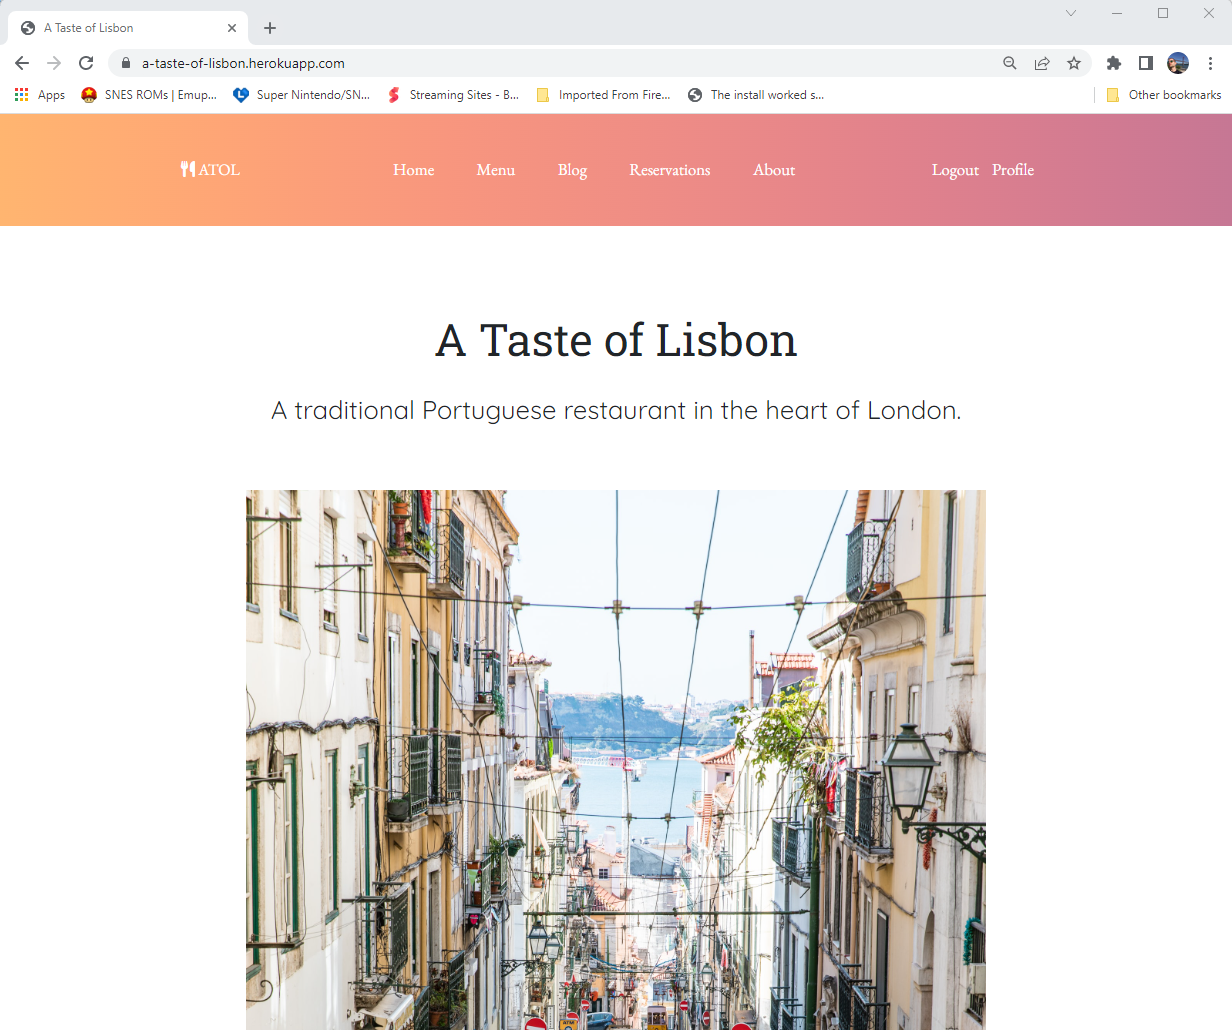 A Taste of Lisbon
a-taste-of-lisbon.herokuapp.com
Apps SNES ROMs | Emup... Super Nintendo/SN... Streaming Sites - B... Imported From Fire... The install worked s... Other bookmarks
ATOL Home Menu Blog Reservations About Logout Profile
A Taste of Lisbon
A traditional Portuguese restaurant in the heart of London.
ATM